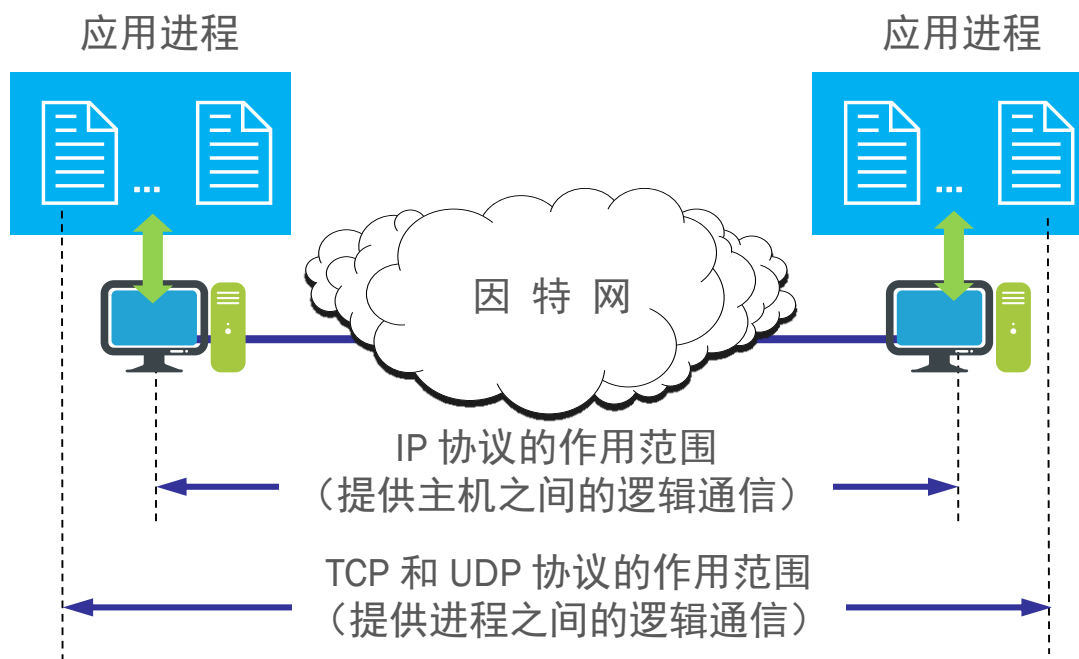 应用进程
应用进程
...
...
因特网
IP 协议的作用范围
（提供主机之间的逻辑通信）
TCP 和 UDP 协议的作用范围
（提供进程之间的逻辑通信）